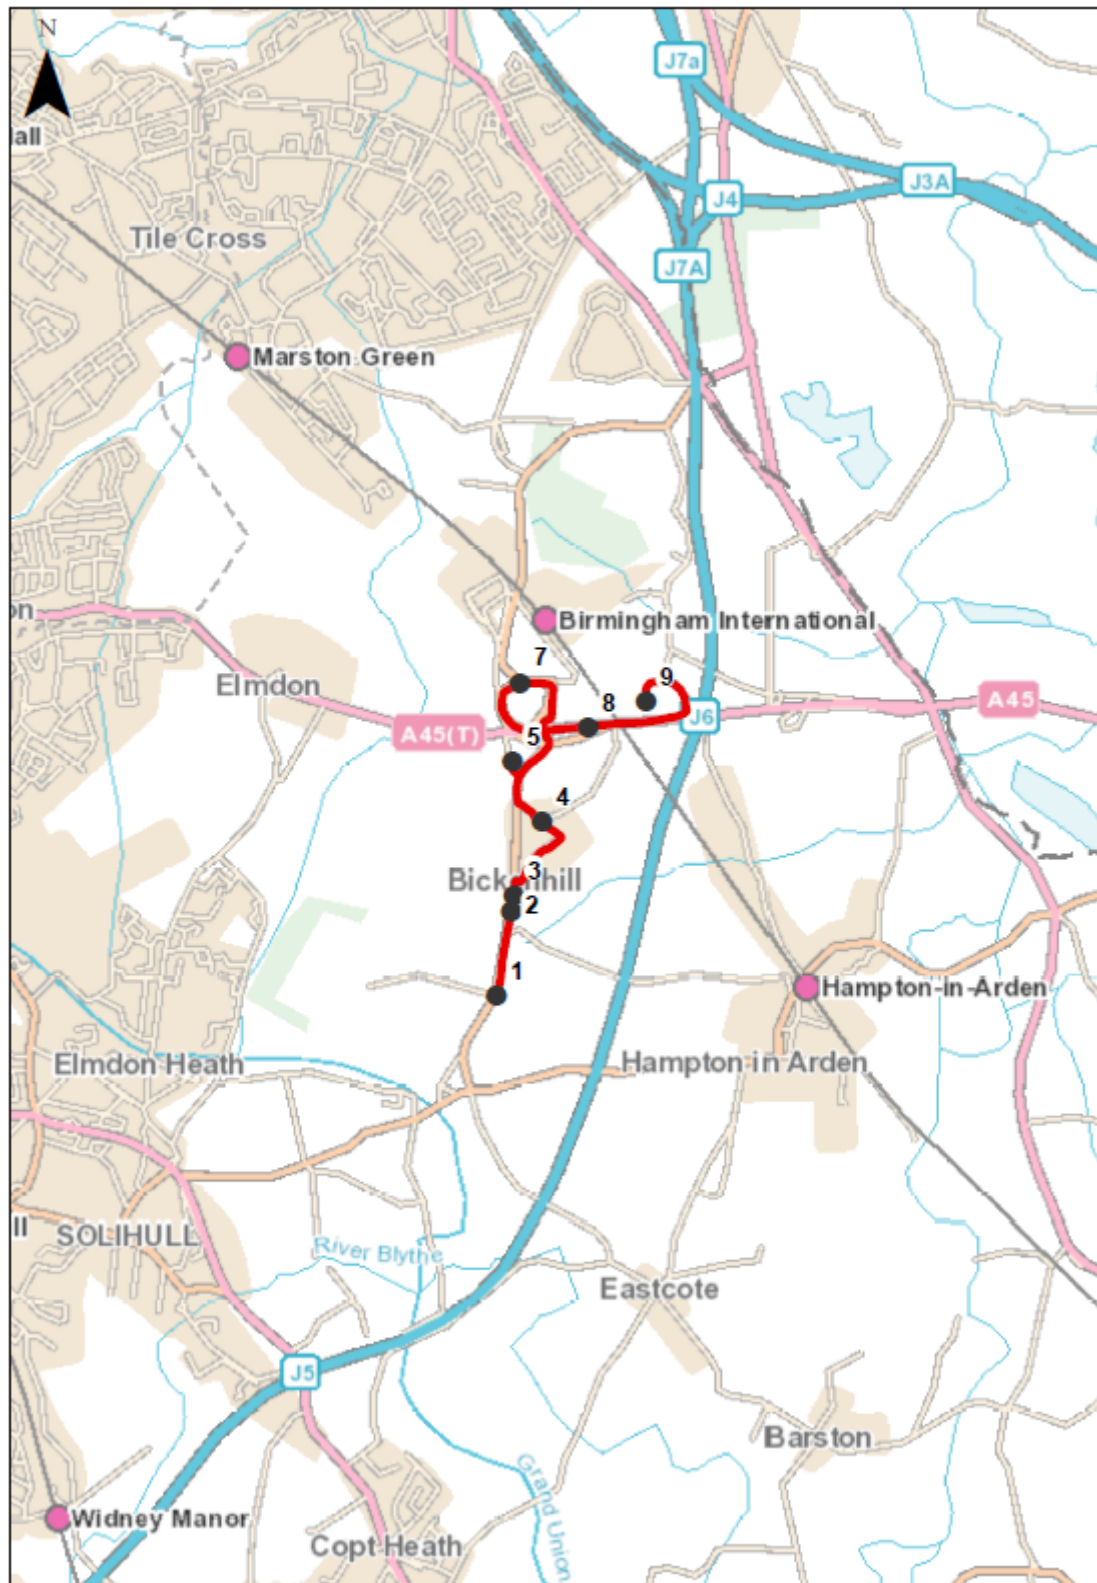 N
J7a
all
J3A
J4
Tile Cross
J7A
Marston Green
on
Birmingham International
7
Elmdon
9
A45
8
J6
A45(T)
5
4
3
Bickenhill
2
1
Hampton-in-Arden
Elmdon Heath
Hampton in Arden
ll
SOLIHULL
River Blythe
Eastcote
J5
Barston
Grand Union
Widney Manor
Copt Heath